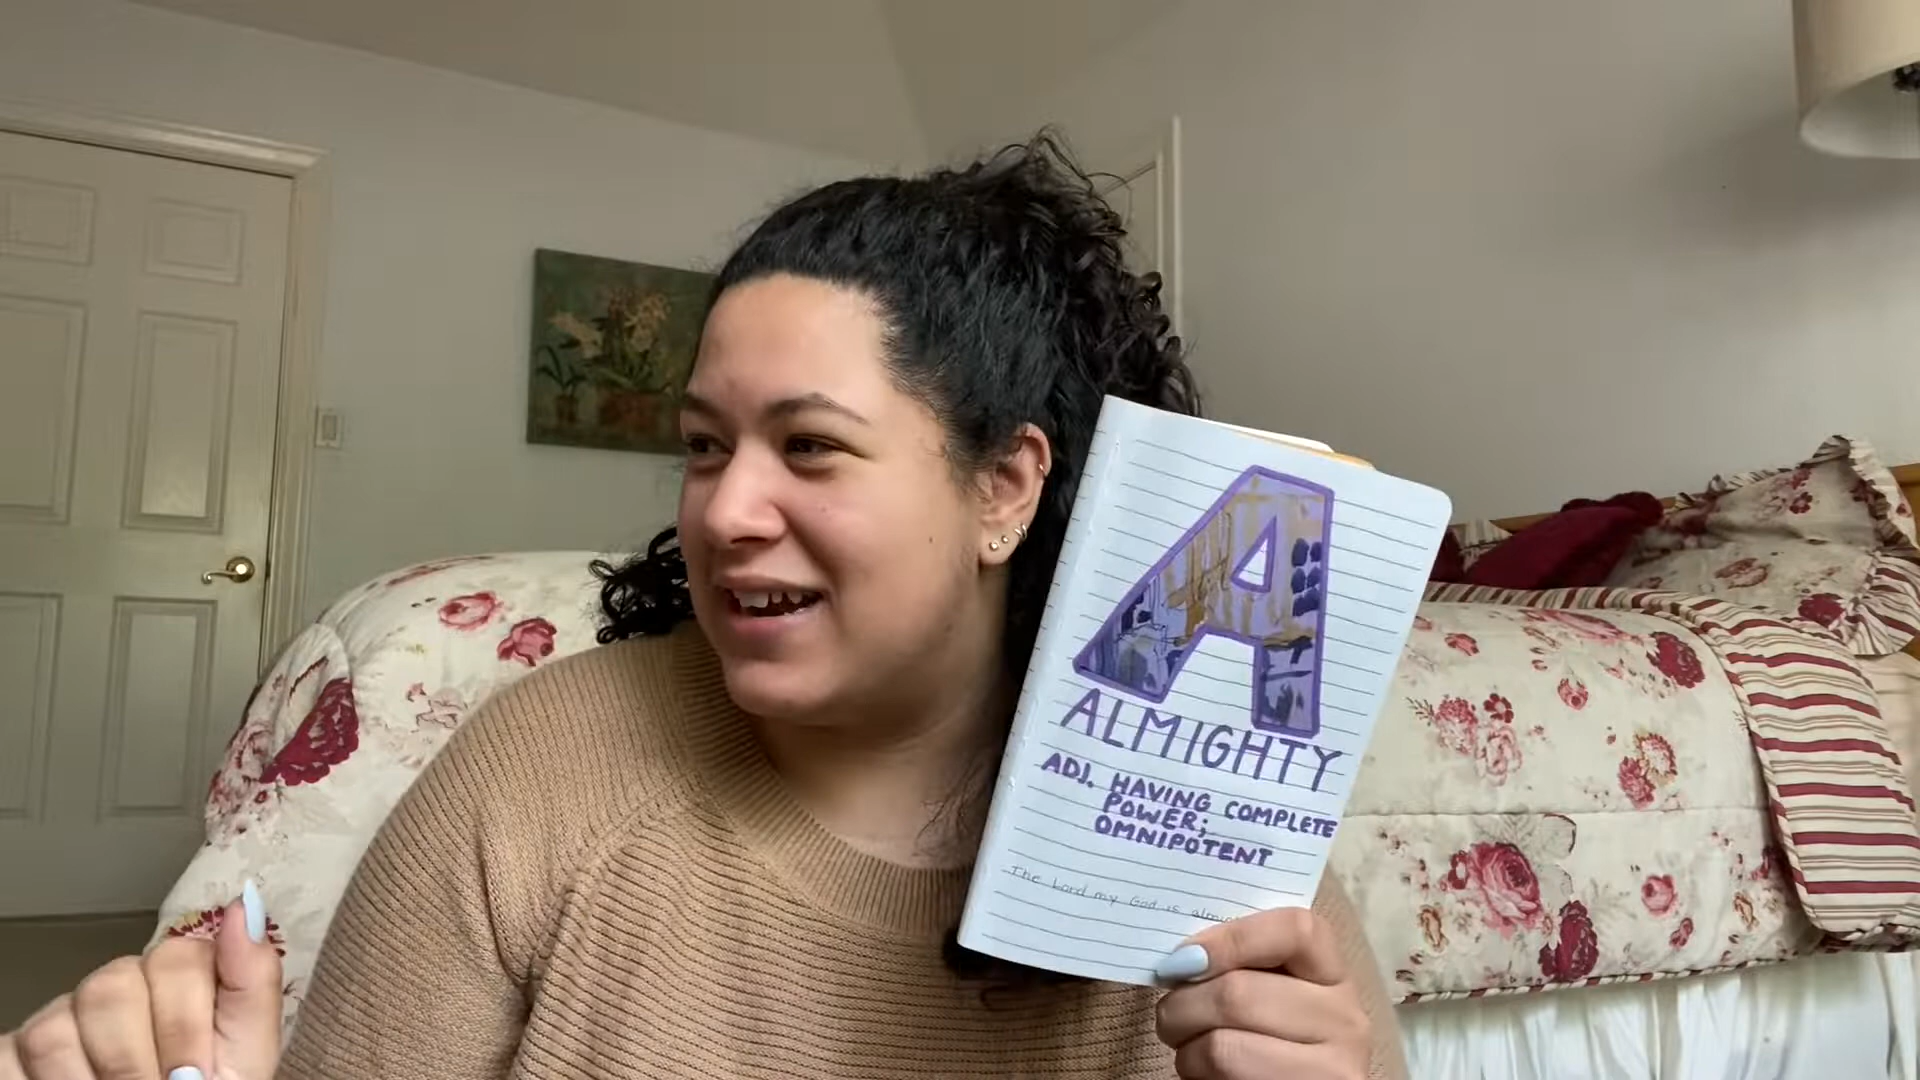 A
ALMIGHTY
ADJ. HAVING COMPLETE
POWER;
OMNIPOTENT
The Lord my God is